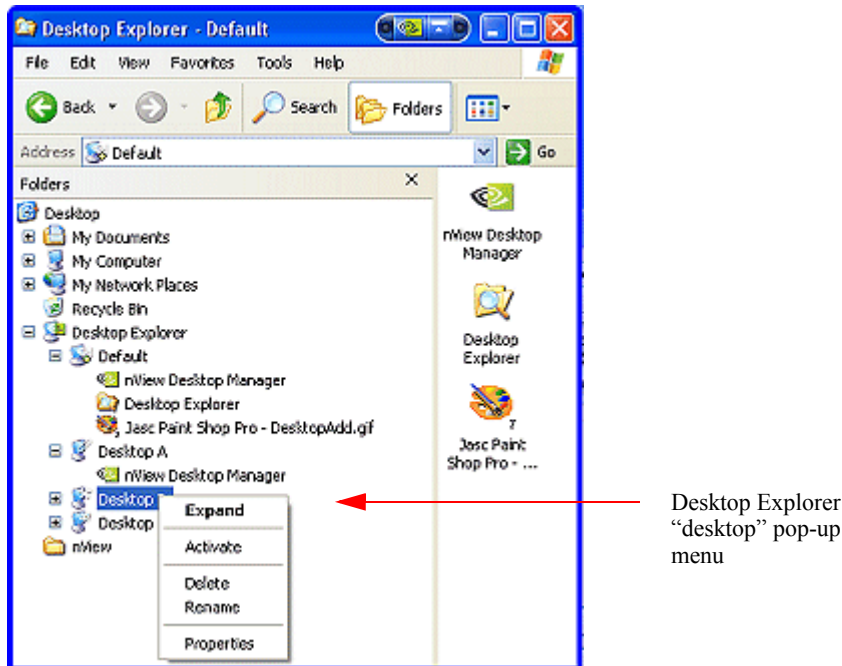 Desktop Explorer - Default
File Edit View Favorites Tools Help
Back Search Folders
Address Default Go
Folders X
Desktop
My Documents
My Computer
My Network Places
Recycle Bin
Desktop Explorer
Default
nView Desktop Manager
Desktop Explorer
Jasc Paint Shop Pro - DesktopAdd.gif
Desktop A
nView Desktop Manager
Desktop
Desktop
nView
Expand
Activate
Delete
Rename
Properties
nView Desktop
Manager
Desktop
Explorer
Jasc Paint
Shop Pro - ...
Desktop Explorer
“desktop” pop-up
menu